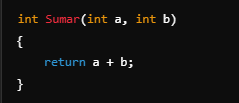 int Sumar(int a, int b)
{
    return a + b;
}